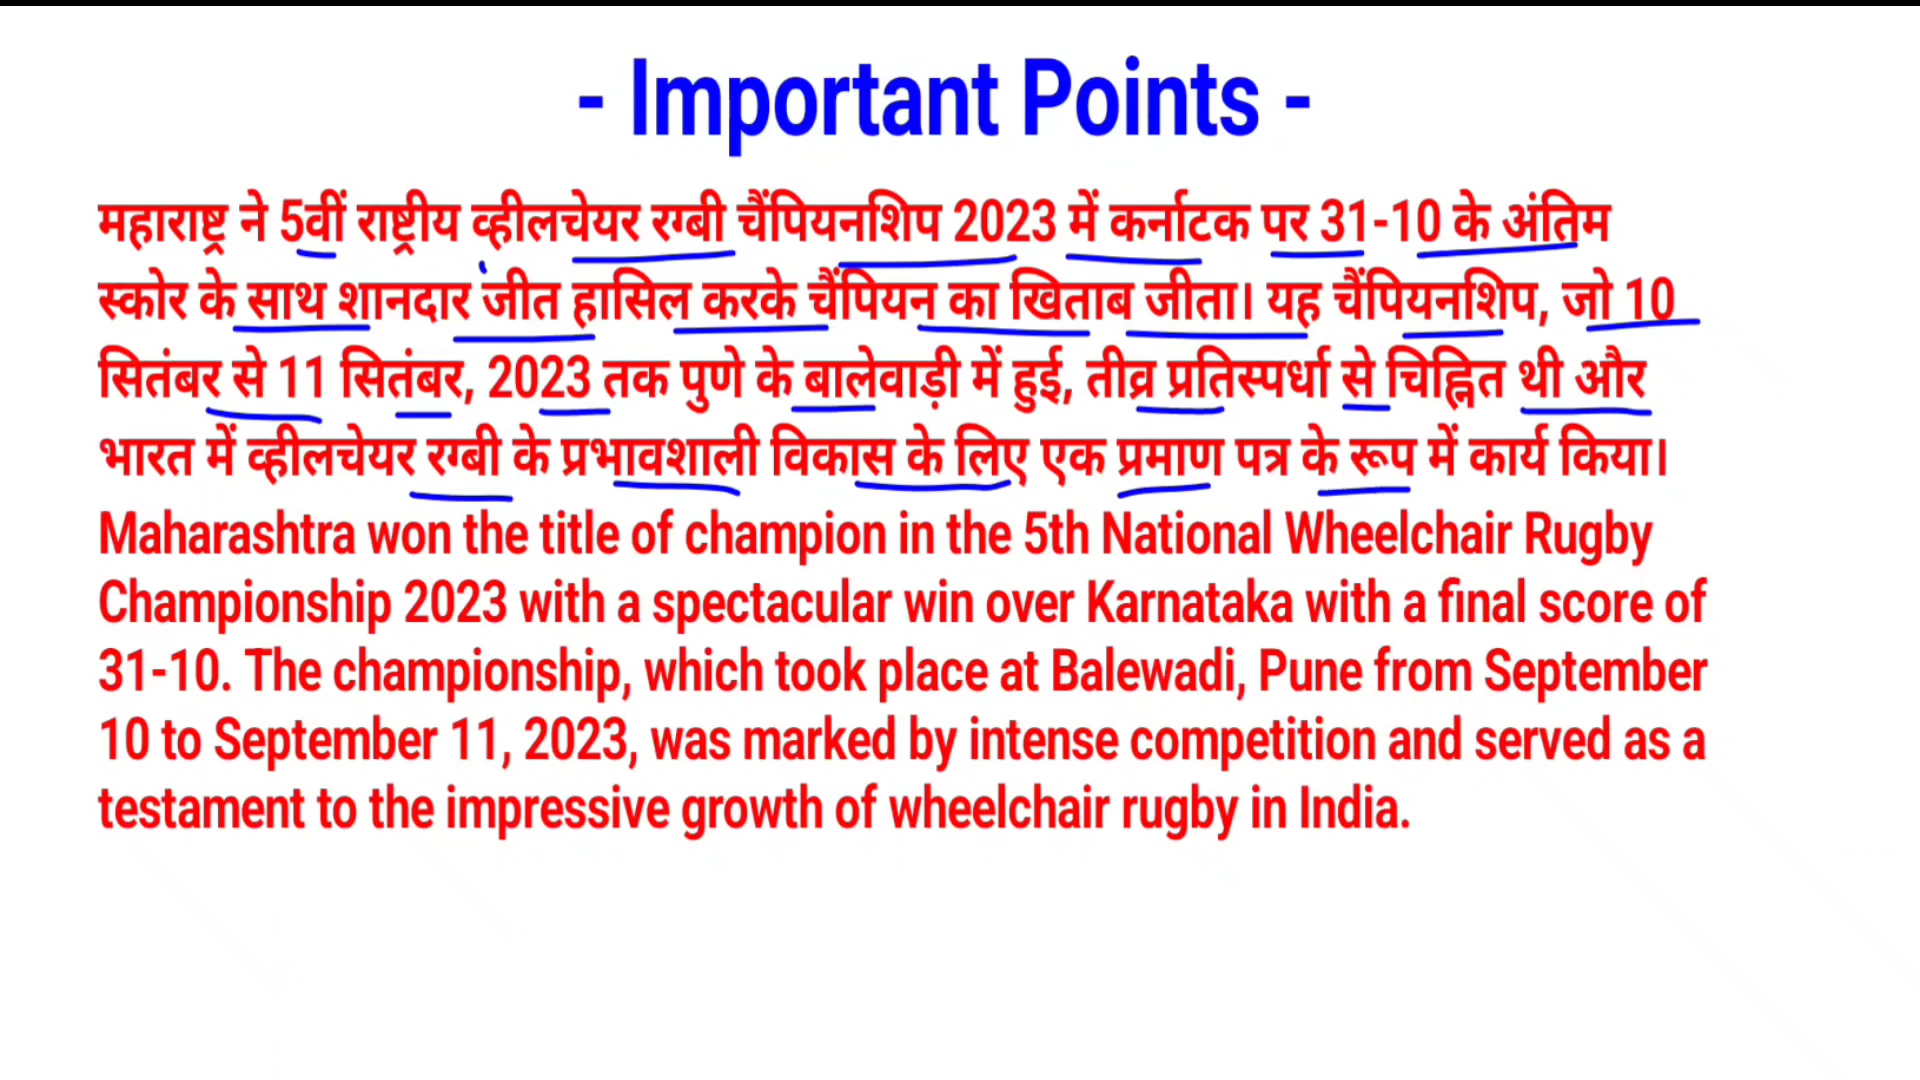 - Important Points -
महाराष्ट्र ने 5वीं राष्ट्रीय व्हीलचेयर रग्बी चैंपियनशिप 2023 में कर्नाटक पर 31-10 के अंतिम
स्कोर के साथ शानदार जीत हासिल करके चैंपियन का खिताब जीता। यह चैंपियनशिप, जो 10
सितंबर से 11 सितंबर, 2023 तक पुणे के बालेवाड़ी में हुई, तीव्र प्रतिस्पर्धा से चिह्नित थी और
भारत में व्हीलचेयर रग्बी के प्रभावशाली विकास के लिए एक प्रमाण पत्र के रूप में कार्य किया।
Maharashtra won the title of champion in the 5th National Wheelchair Rugby
Championship 2023 with a spectacular win over Karnataka with a final score of
31-10. The championship, which took place at Balewadi, Pune from September
10 to September 11, 2023, was marked by intense competition and served as a
testament to the impressive growth of wheelchair rugby in India.